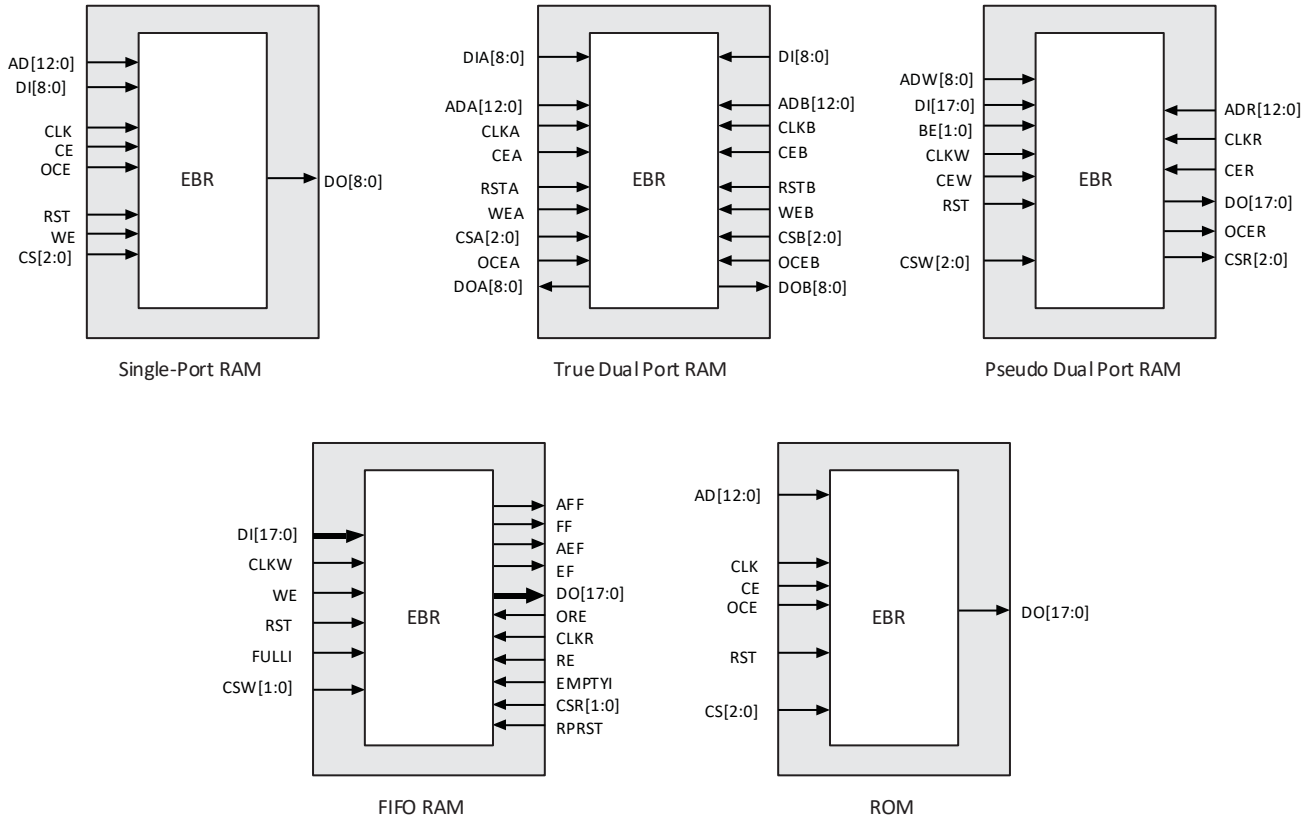 AD[12:0]
DI[8:0]
CLK
CE
OCE
RST
WE
CS[2:0]
EBR
DO[8:0]
Single-Port RAM
DIA[8:0]
ADA[12:0]
CLKA
CEA
RSTA
WEA
CSA[2:0]
OCEA
DOA[8:0]
EBR
DI[8:0]
ADB[12:0]
CLKB
CEB
RSTB
WEB
CSB[2:0]
OCEB
DOB[8:0]
True Dual Port RAM
ADW[8:0]
DI[17:0]
BE[1:0]
CLKW
CEW
RST
CSW[2:0]
EBR
ADR[12:0]
CLKR
CER
DO[17:0]
OCER
CSR[2:0]
Pseudo Dual Port RAM
DI[17:0]
CLKW
WE
RST
FULLI
CSW[1:0]
EBR
AFF
FF
AEF
EF
DO[17:0]
ORE
CLKR
RE
EMPTYI
CSR[1:0]
RPRST
FIFO RAM
AD[12:0]
CLK
CE
OCE
RST
CS[2:0]
EBR
DO[17:0]
ROM